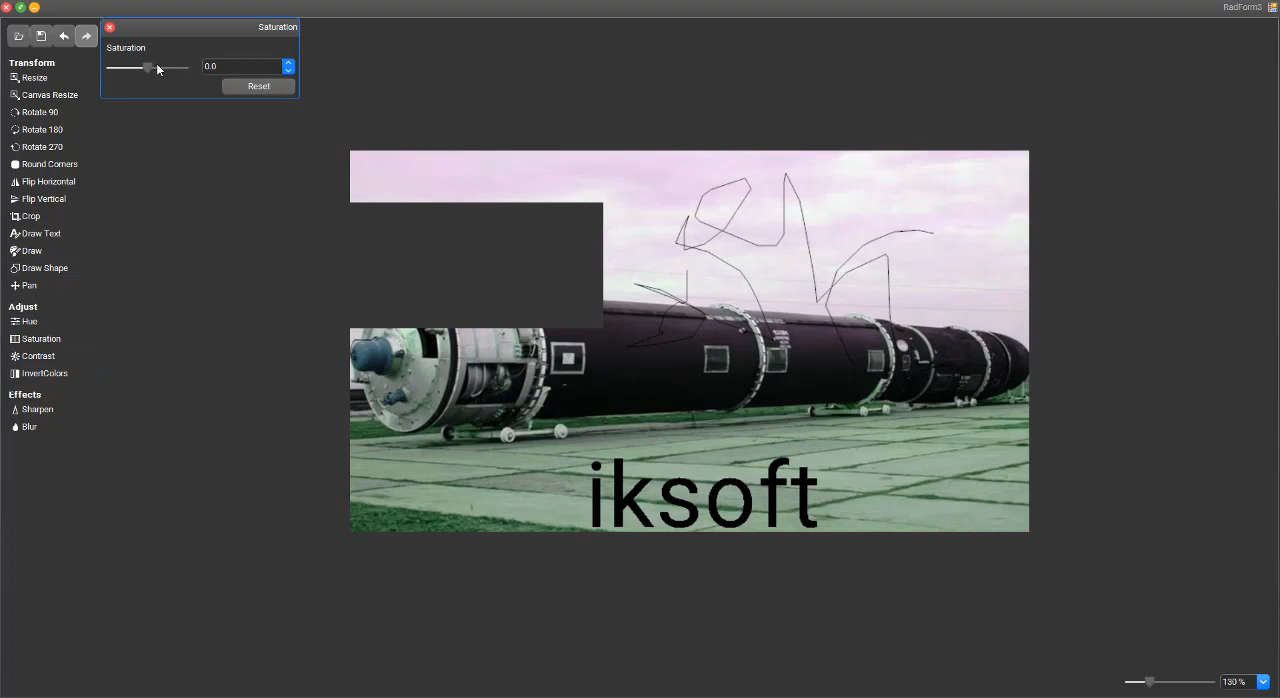 RadForm3
Saturation
Saturation
0.0
Reset
Transform
Resize
Canvas Resize
Rotate 90
Rotate 180
Rotate 270
Round Corners
Flip Horizontal
Flip Vertical
Crop
Draw Text
Draw
Draw Shape
Pan
Adjust
Hue
Saturation
Contrast
InvertColors
Effects
Sharpen
Blur
iksoft
130 %